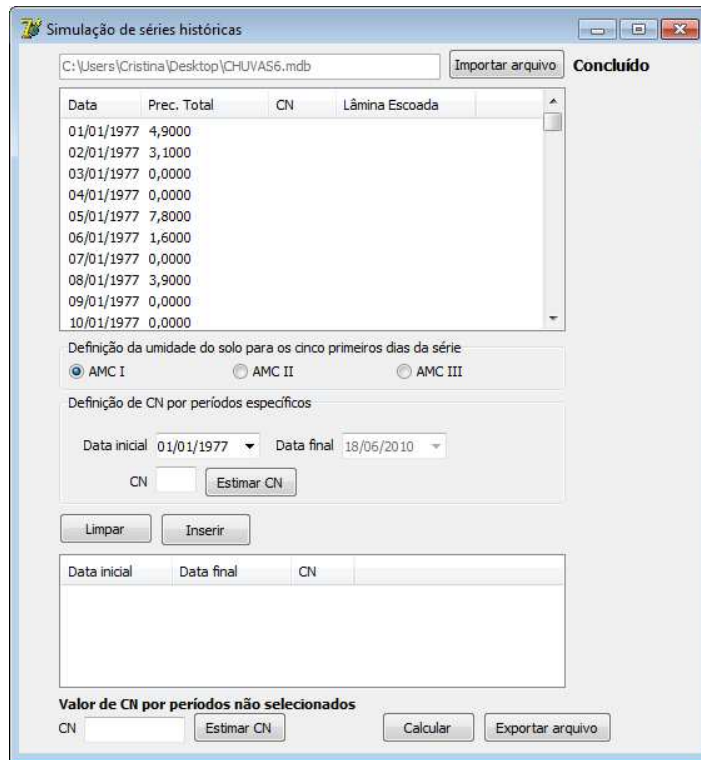 Simulação de séries históricas
C:\Users\Cristina\Desktop\CHUVAS6.mdb Importar arquivo Concluído
Data Prec. Total CN Lâmina Escoada
01/01/1977 4,9000
02/01/1977 3,1000
03/01/1977 0,0000
04/01/1977 0,0000
05/01/1977 7,8000
06/01/1977 1,6000
07/01/1977 0,0000
08/01/1977 3,9000
09/01/1977 0,0000
10/01/1977 0,0000
Definição da umidade do solo para os cinco primeiros dias da série
AMC I AMC II AMC III
Definição de CN por períodos específicos
Data inicial 01/01/1977 Data final 18/06/2010
CN Estimar CN
Limpar Inserir
Data inicial Data final CN
Valor de CN por períodos não selecionados
CN Estimar CN Calcular Exportar arquivo